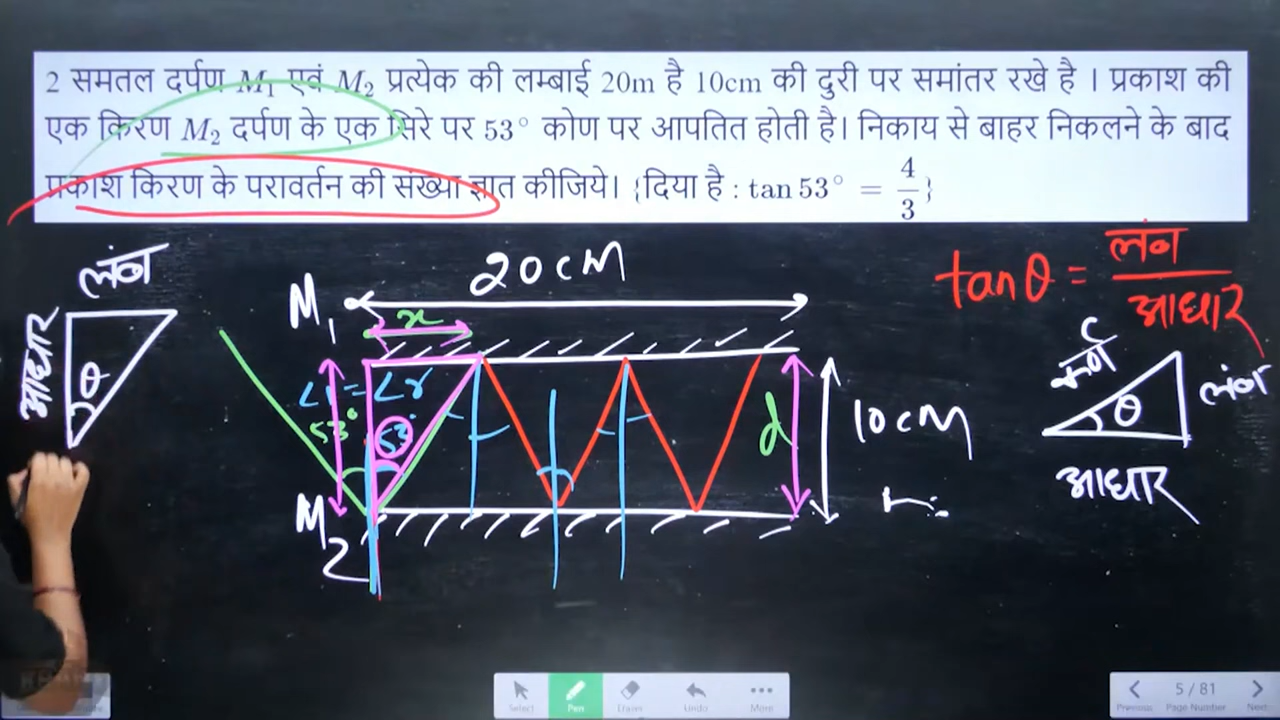 2 समतल दर्पण M₁ एवं M₂ प्रत्येक की लम्बाई 20m है 10cm की दुरी पर समांतर रखे है । प्रकाश की
एक किरण M₂ दर्पण के एक सिरे पर 53° कोण पर आपतित होती है। निकाय से बाहर निकलने के बाद
प्रकाश किरण के परावर्तन की संख्या ज्ञात कीजिये। {दिया है : tan 53° = 4/3}
लंब
आधार
θ
20 cm
M₁
x
∠i = ∠r
53°
53°
M₂
d
10 cm
tan θ = लंब/आधार
कर्ण
लंब
θ
आधार
Select
Pen
Eraser
Undo
More
Previous
5 / 81
Page Number
Next